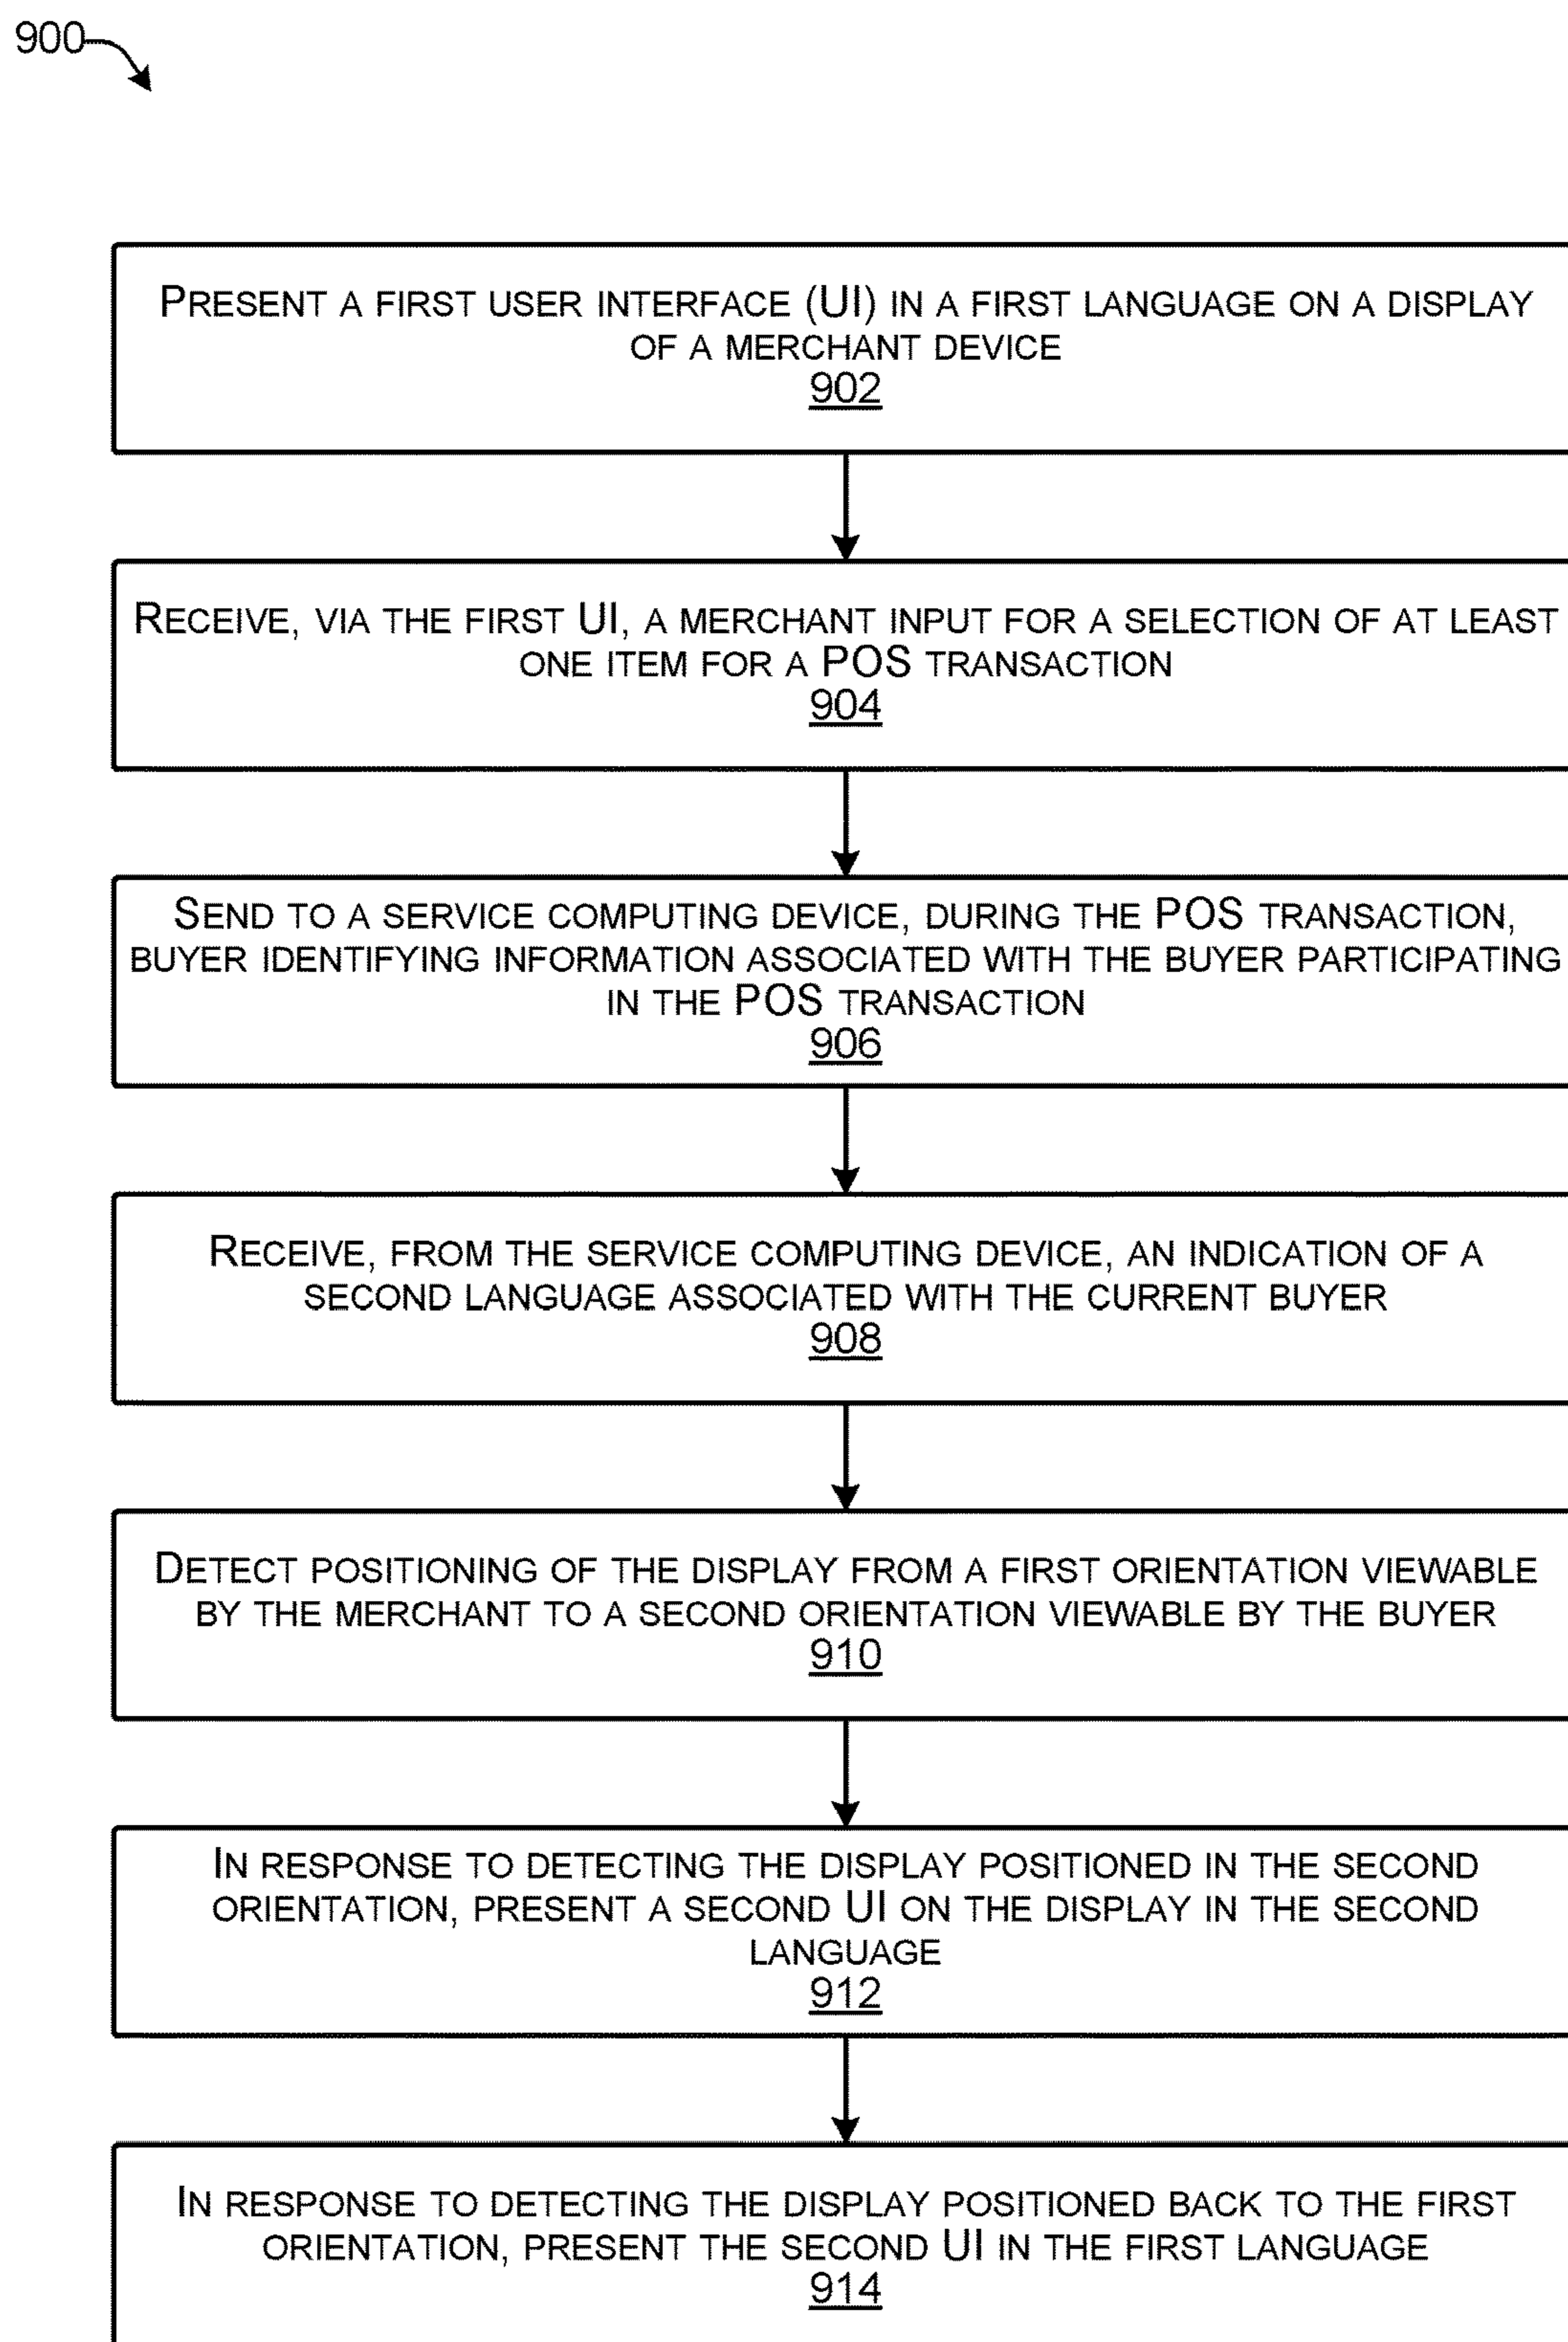 900
PRESENT A FIRST USER INTERFACE (UI) IN A FIRST LANGUAGE ON A DISPLAY
OF A MERCHANT DEVICE
902
RECEIVE, VIA THE FIRST UI, A MERCHANT INPUT FOR A SELECTION OF AT LEAST
ONE ITEM FOR A POS TRANSACTION
904
SEND TO A SERVICE COMPUTING DEVICE, DURING THE POS TRANSACTION,
BUYER IDENTIFYING INFORMATION ASSOCIATED WITH THE BUYER PARTICIPATING
IN THE POS TRANSACTION
906
RECEIVE, FROM THE SERVICE COMPUTING DEVICE, AN INDICATION OF A
SECOND LANGUAGE ASSOCIATED WITH THE CURRENT BUYER
908
DETECT POSITIONING OF THE DISPLAY FROM A FIRST ORIENTATION VIEWABLE
BY THE MERCHANT TO A SECOND ORIENTATION VIEWABLE BY THE BUYER
910
IN RESPONSE TO DETECTING THE DISPLAY POSITIONED IN THE SECOND
ORIENTATION, PRESENT A SECOND UI ON THE DISPLAY IN THE SECOND
LANGUAGE
912
IN RESPONSE TO DETECTING THE DISPLAY POSITIONED BACK TO THE FIRST
ORIENTATION, PRESENT THE SECOND UI IN THE FIRST LANGUAGE
914